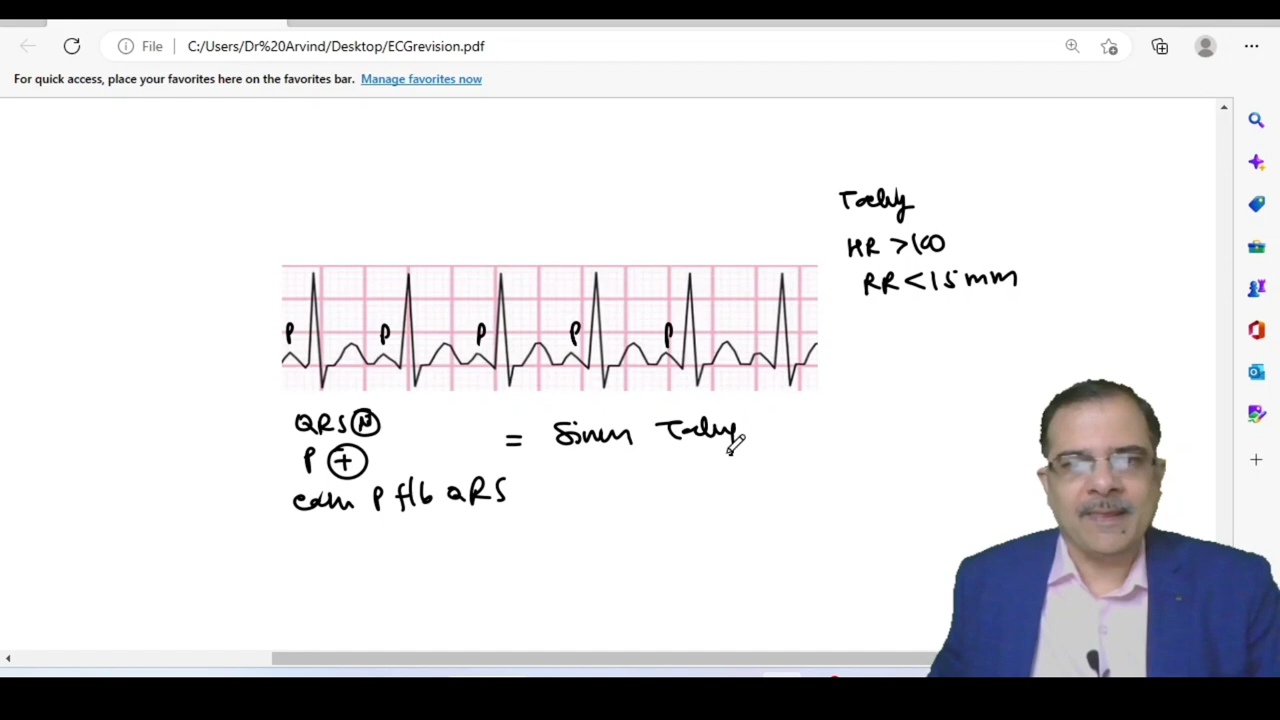 File C:/Users/Dr%20Arvind/Desktop/ECGrevision.pdf
For quick access, place your favorites here on the favorites bar. Manage favorites now
Tachy
HR >100
RR < 15 mm
P P P P P
QRS N
P +
each P f/b QRS
= Sinus Tachy